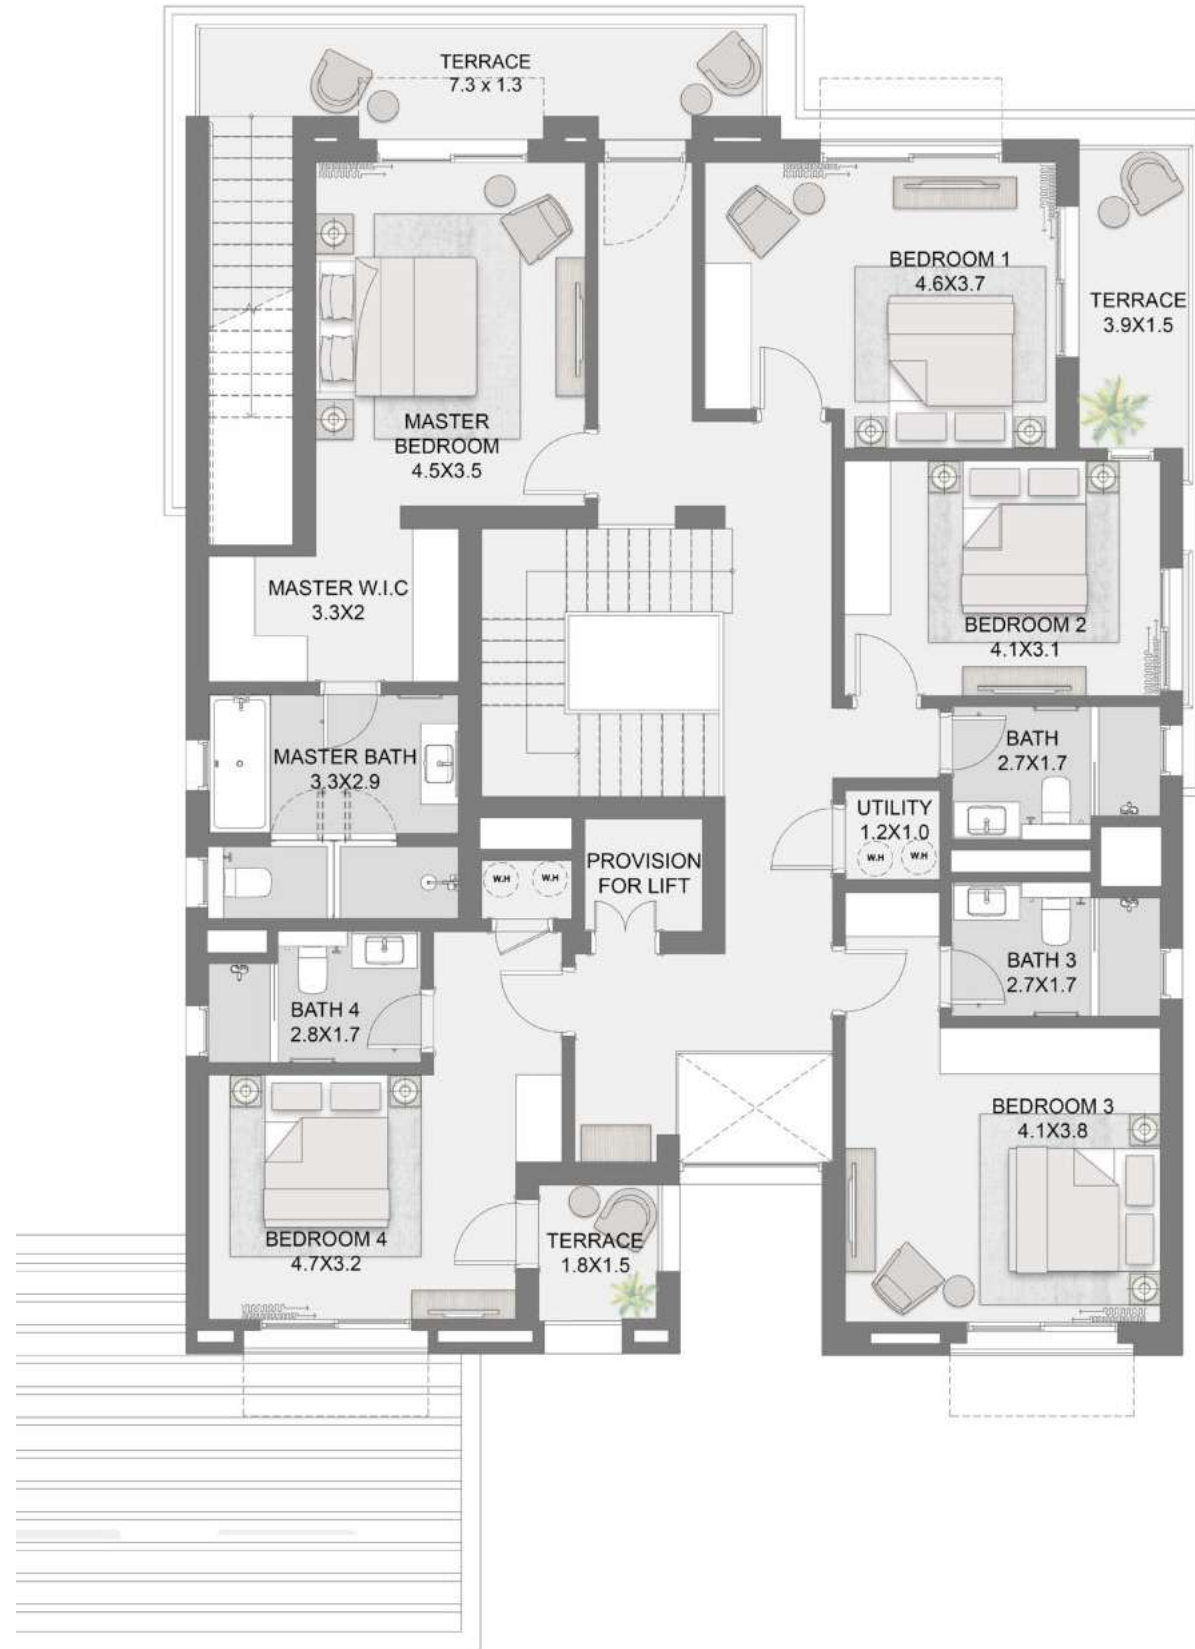 TERRACE
7.3 x 1.3
BEDROOM 1
4.6X3.7
TERRACE
3.9X1.5
MASTER
BEDROOM
4.5X3.5
MASTER W.I.C
3.3X2
BEDROOM 2
4.1X3.1
MASTER BATH
3.3X2.9
BATH
2.7X1.7
UTILITY
1.2X1.0
W.H
W.H
PROVISION
FOR LIFT
W.H
W.H
BATH 3
2.7X1.7
BATH 4
2.8X1.7
BEDROOM 3
4.1X3.8
BEDROOM 4
4.7X3.2
TERRACE
1.8X1.5